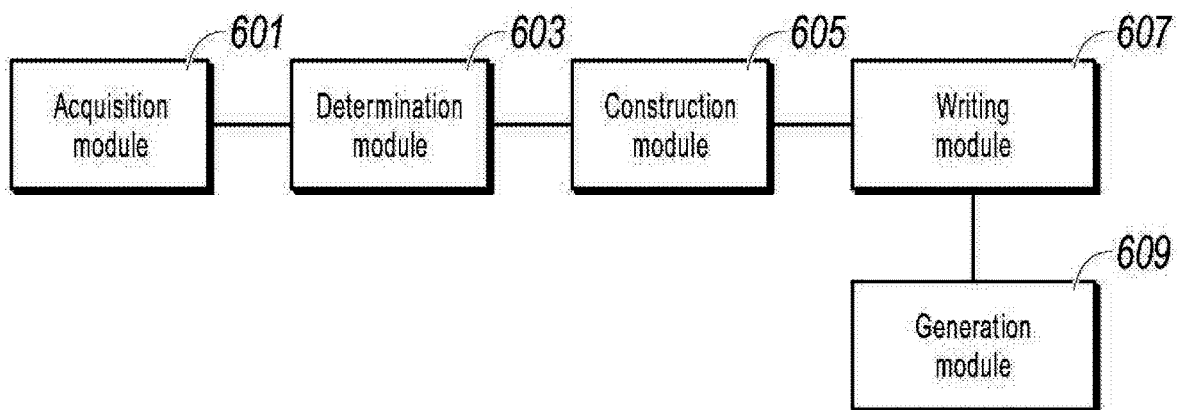 601
603
605
607
Acquisition
module
Determination
module
Construction
module
Writing
module
609
Generation
module